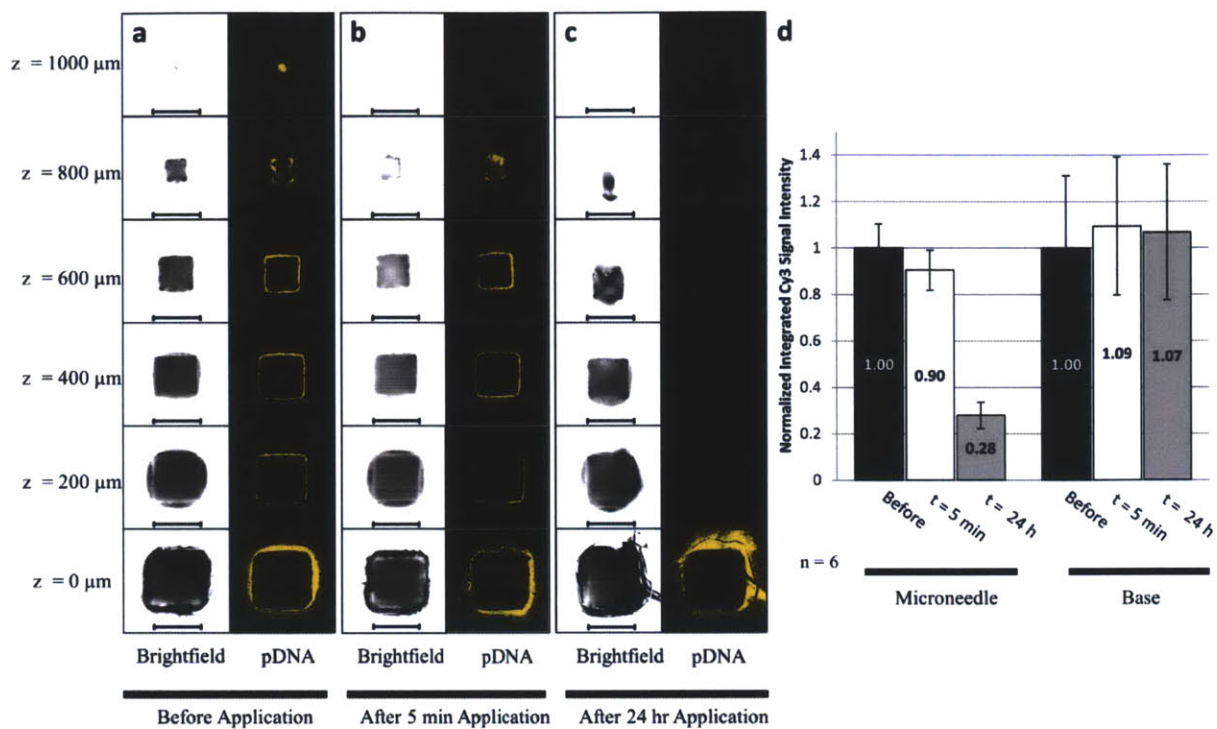 a
b
c
d
z = 1000 μm
z = 800 μm
z = 600 μm
z = 400 μm
z = 200 μm
z = 0 μm
Brightfield pDNA Brightfield pDNA Brightfield pDNA
Before Application After 5 min Application After 24 hr Application
Normalized Integrated Cy3 Signal Intensity
1.4
1.2
1
0.8
0.6
0.4
0.2
0
1.00
0.90
0.28
1.00
1.09
1.07
Before
t = 5 min
t = 24 h
Before
t = 5 min
t = 24 h
n = 6
Microneedle
Base